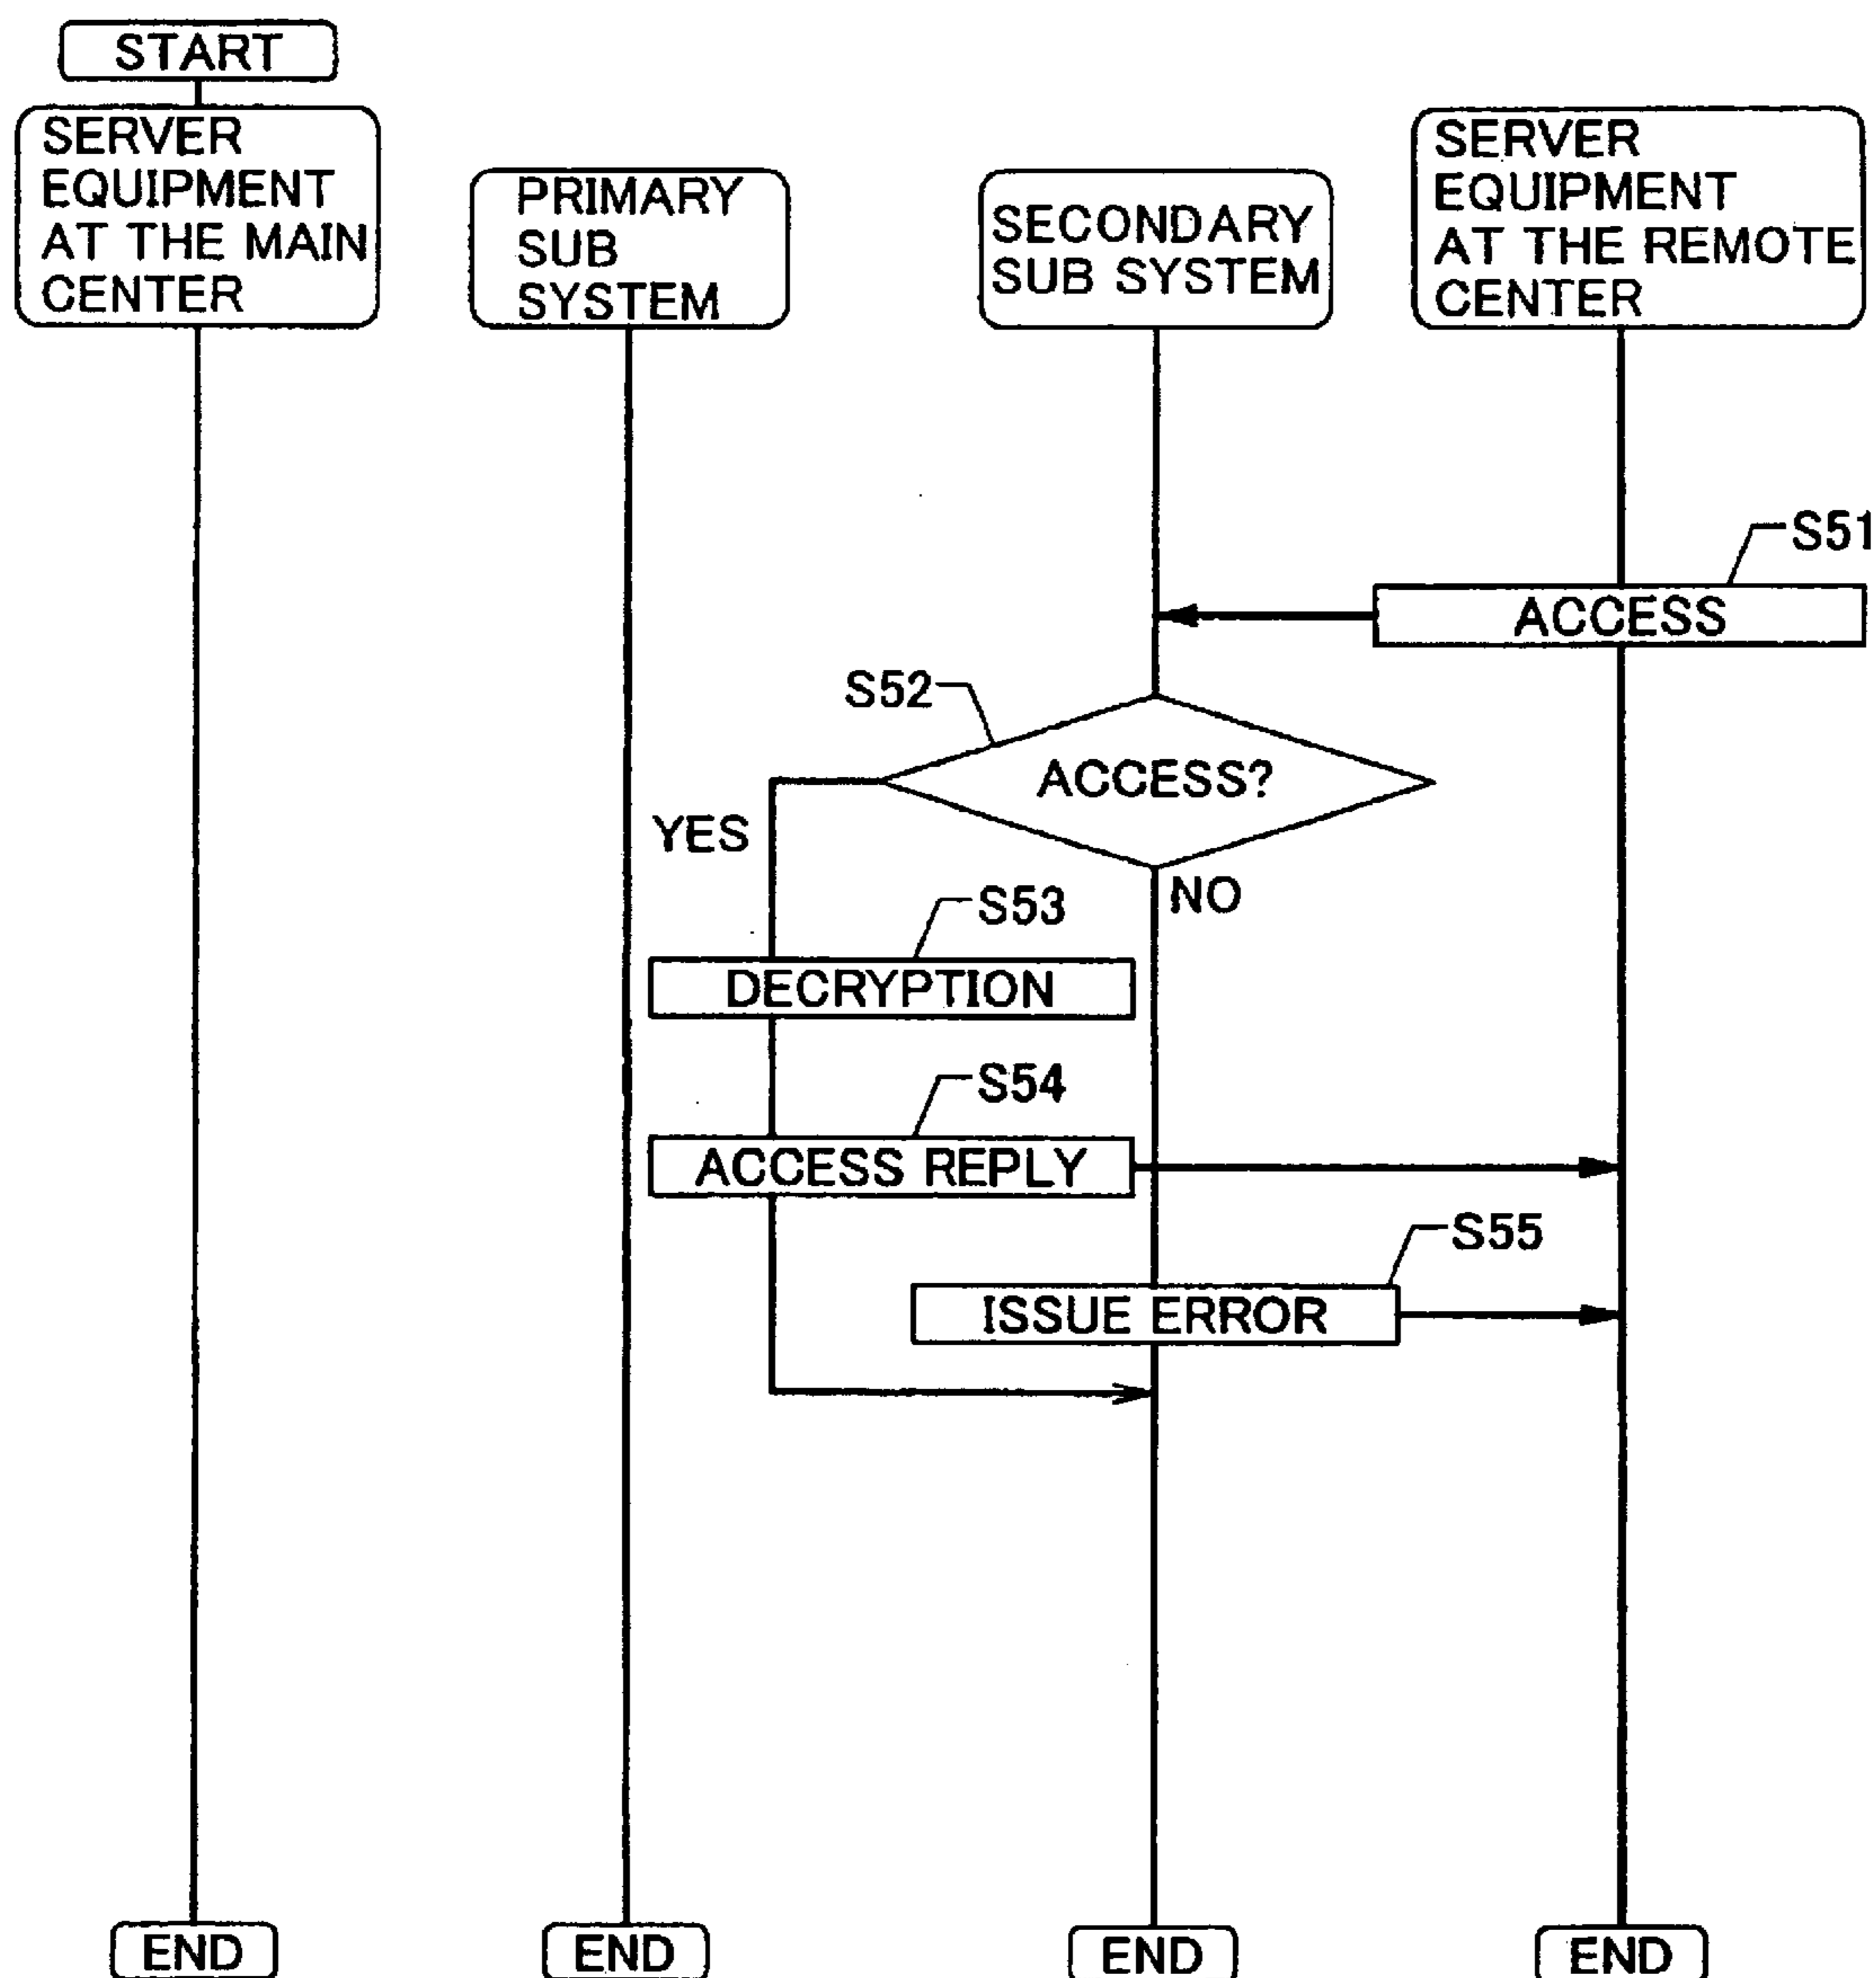 START
SERVER
EQUIPMENT
AT THE MAIN
CENTER
PRIMARY
SUB
SYSTEM
SECONDARY
SUB SYSTEM
SERVER
EQUIPMENT
AT THE REMOTE
CENTER
S51
ACCESS
S52
ACCESS?
YES
NO
S53
DECRYPTION
S54
ACCESS REPLY
S55
ISSUE ERROR
END
END
END
END